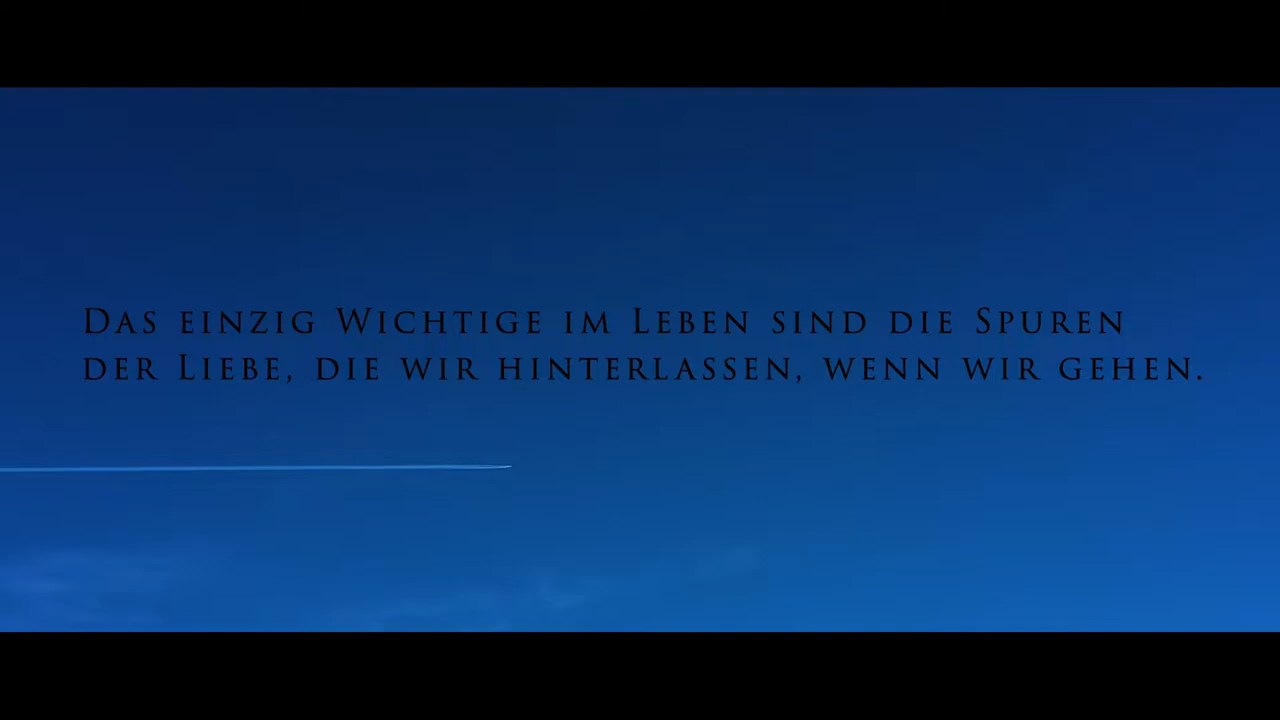 Das einzig Wichtige im Leben sind die Spuren
der Liebe, die wir hinterlassen, wenn wir gehen.